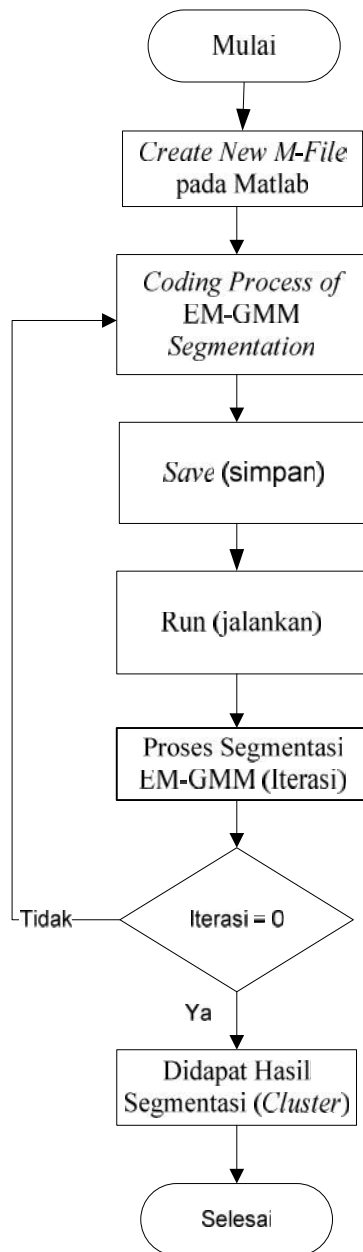 Mulai
Create New M-File
pada Matlab
Coding Process of
EM-GMM
Segmentation
Save (simpan)
Run (jalankan)
Proses Segmentasi
EM-GMM (Iterasi)
Tidak
Iterasi = 0
Ya
Didapat Hasil
Segmentasi (Cluster)
Selesai